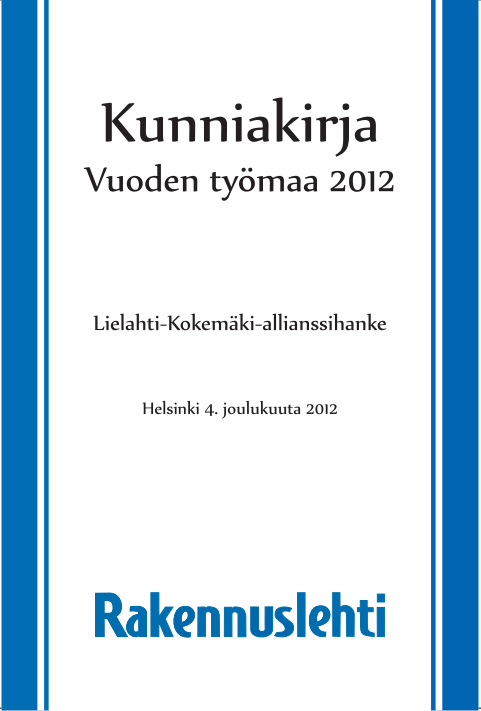 Kunniakirja
Vuoden työmaa 2012
Lielahti-Kokemäki-allianssihanke
Helsinki 4. joulukuuta 2012
Rakennuslehti